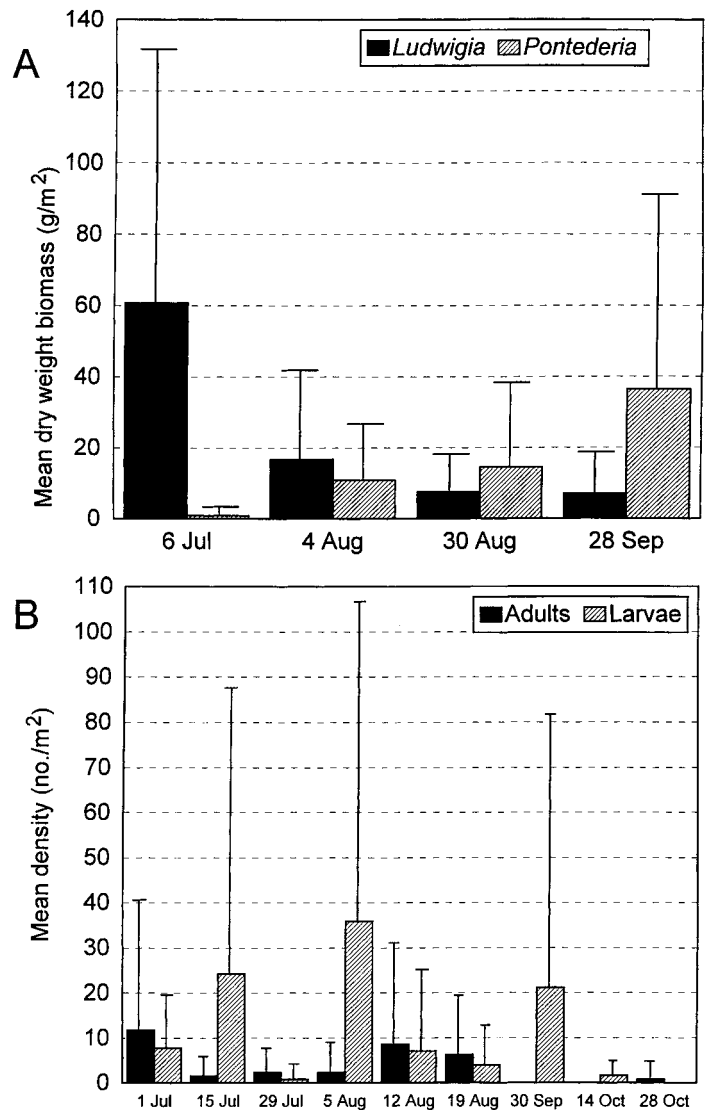 A
Ludwigia Pontederia
Mean dry weight biomass (g/m²)
140
120
100
80
60
40
20
0
6 Jul 4 Aug 30 Aug 28 Sep
B
Adults Larvae
Mean density (no./m²)
110
100
90
80
70
60
50
40
30
20
10
0
1 Jul 15 Jul 29 Jul 5 Aug 12 Aug 19 Aug 30 Sep 14 Oct 28 Oct